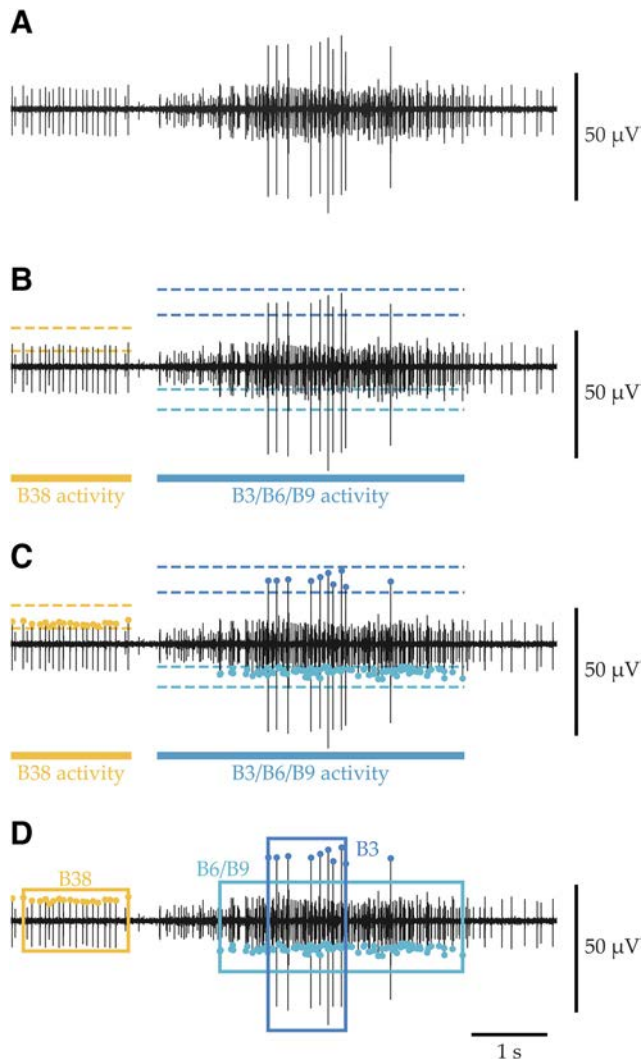 A
50 µV
B
50 µV
B38 activity
B3/B6/B9 activity
C
50 µV
B38 activity
B3/B6/B9 activity
D
B38
B6/B9
B3
50 µV
1 s